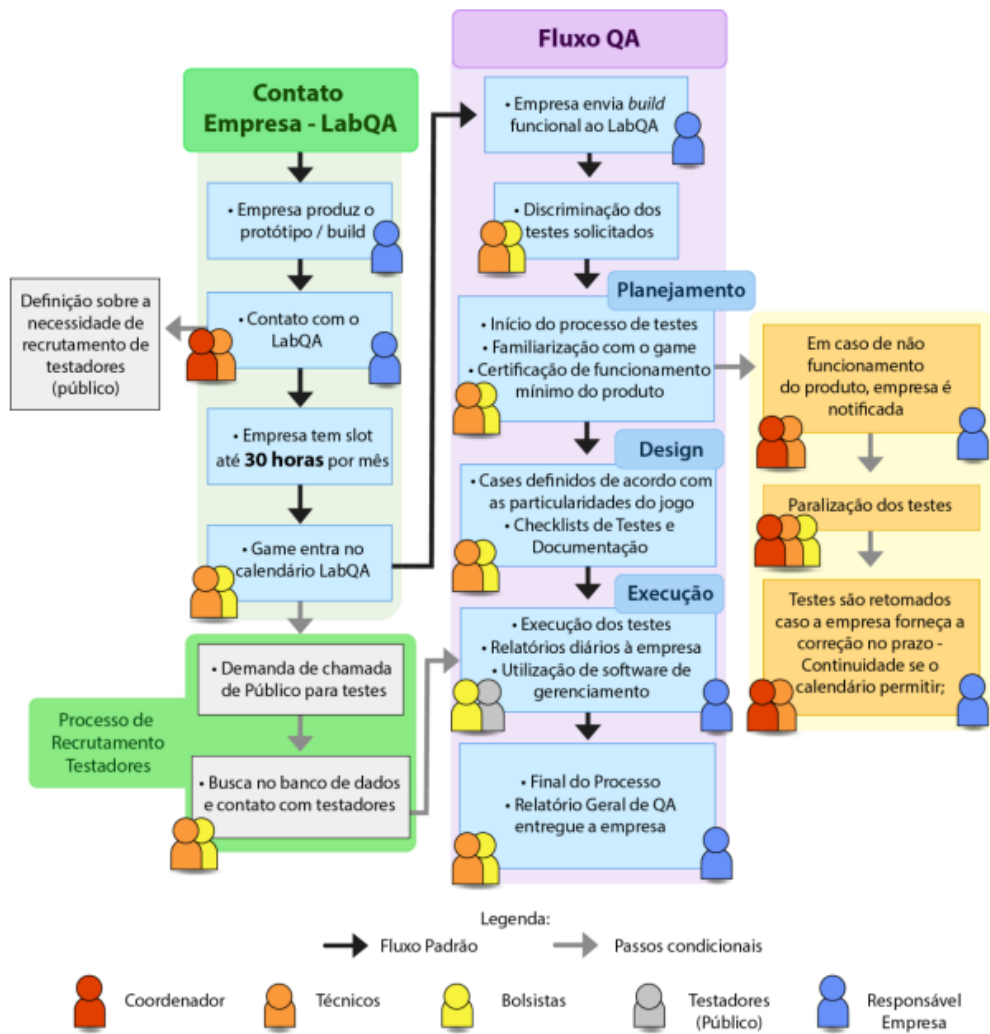 Contato
Empresa - LabQA
• Empresa produz o
protótipo / build
• Contato com o
LabQA
Definição sobre a
necessidade de
recrutamento de
testadores
(público)
• Empresa tem slot
até 30 horas por mês
• Game entra no
calendário LabQA
Processo de
Recrutamento
Testadores
• Demanda de chamada
de Público para testes
• Busca no banco de dados
e contato com testadores
Fluxo QA
• Empresa envia build
funcional ao LabQA
• Discriminação dos
testes solicitados
Planejamento
• Início do processo de testes
• Familiarização com o game
• Certificação de funcionamento
mínimo do produto
Design
• Cases definidos de acordo com
as particularidades do jogo
• Checklists de Testes e
Documentação
Execução
• Execução dos testes
• Relatórios diários à empresa
• Utilização de software de
gerenciamento
• Final do Processo
• Relatório Geral de QA
entregue a empresa
Em caso de não
funcionamento
do produto, empresa é
notificada
Paralização dos testes
Testes são retomados
caso a empresa forneça a
correção no prazo -
Continuidade se o
calendário permitir;
Legenda:
Fluxo Padrão
Passos condicionais
Coordenador
Técnicos
Bolsistas
Testadores
(Público)
Responsável
Empresa